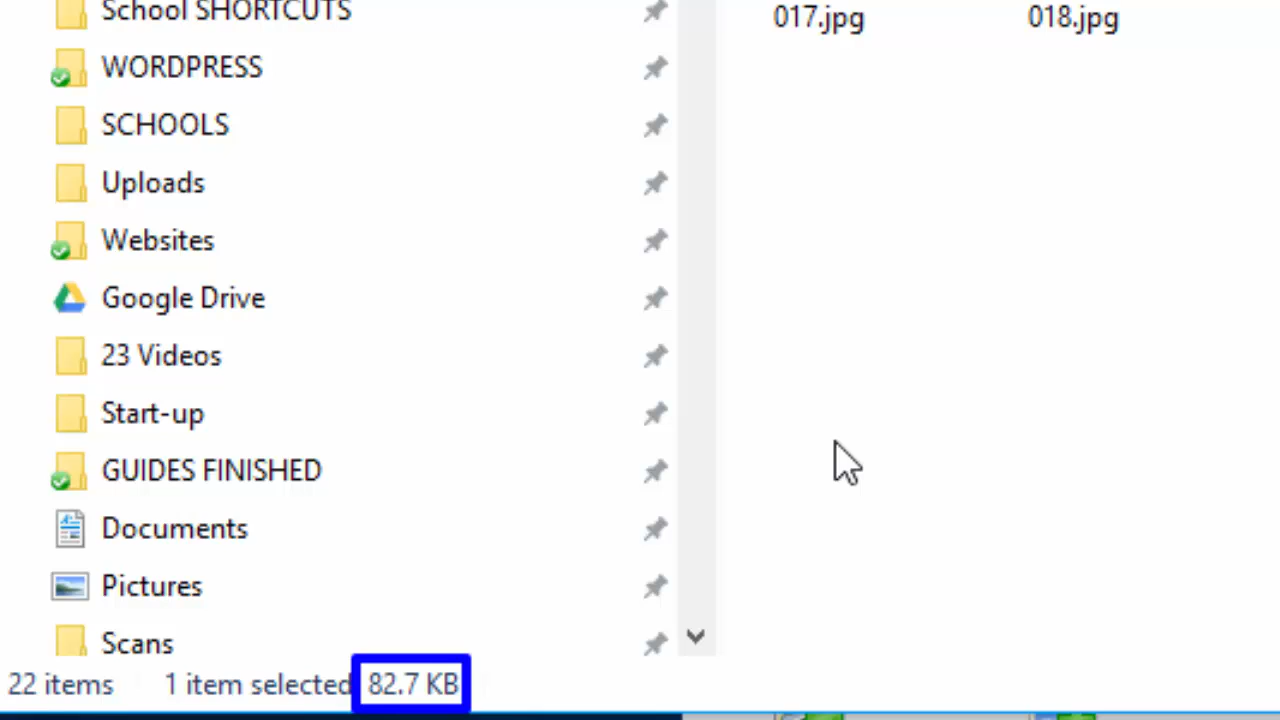 School SHORTCUTS
WORDPRESS
SCHOOLS
Uploads
Websites
Google Drive
23 Videos
Start-up
GUIDES FINISHED
Documents
Pictures
Scans
017.jpg 018.jpg
22 items 1 item selected 82.7 KB